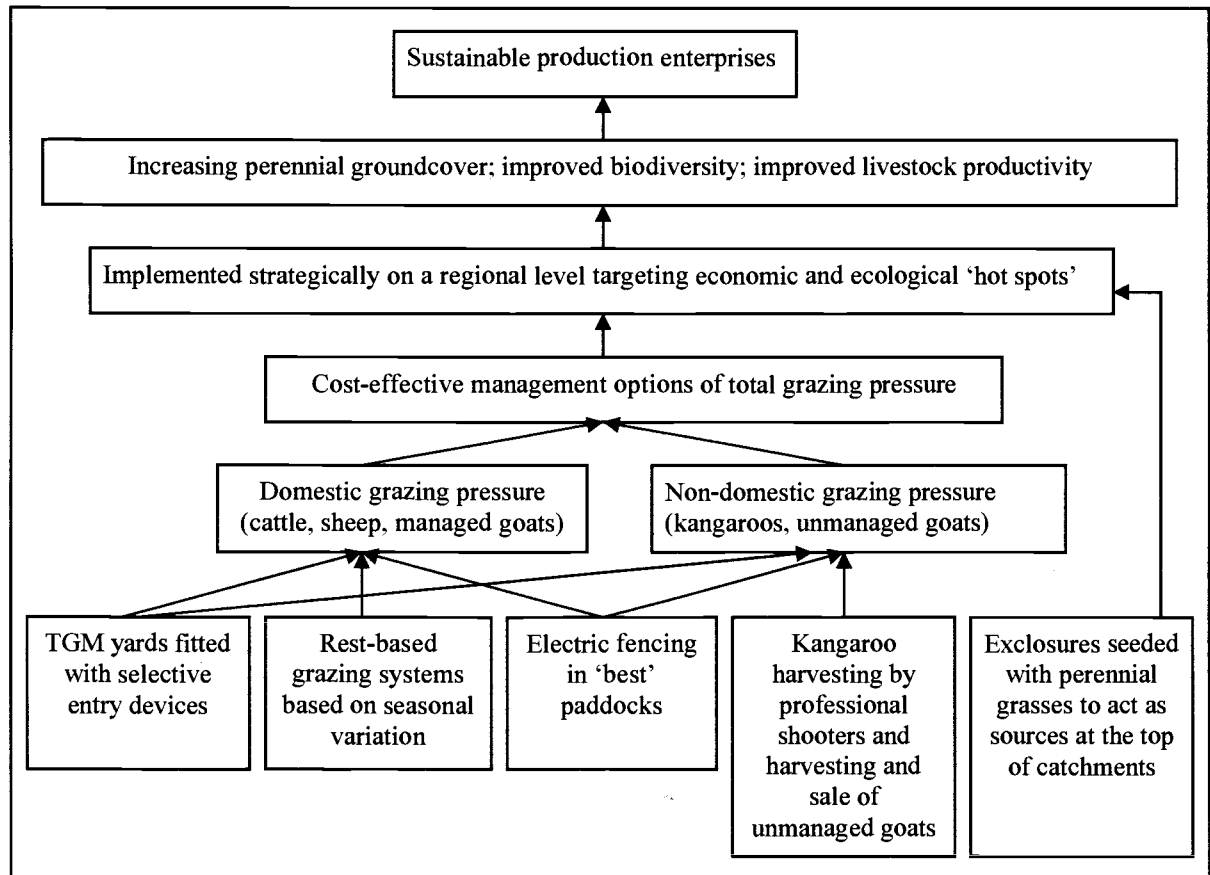 Sustainable production enterprises
Increasing perennial groundcover; improved biodiversity; improved livestock productivity
Implemented strategically on a regional level targeting economic and ecological ‘hot spots’
Cost-effective management options of total grazing pressure
Domestic grazing pressure
(cattle, sheep, managed goats)
Non-domestic grazing pressure
(kangaroos, unmanaged goats)
TGM yards fitted
with selective
entry devices
Rest-based
grazing systems
based on seasonal
variation
Electric fencing
in ‘best’
paddocks
Kangaroo
harvesting by
professional
shooters and
harvesting and
sale of
unmanaged goats
Exclosures seeded
with perennial
grasses to act as
sources at the top
of catchments